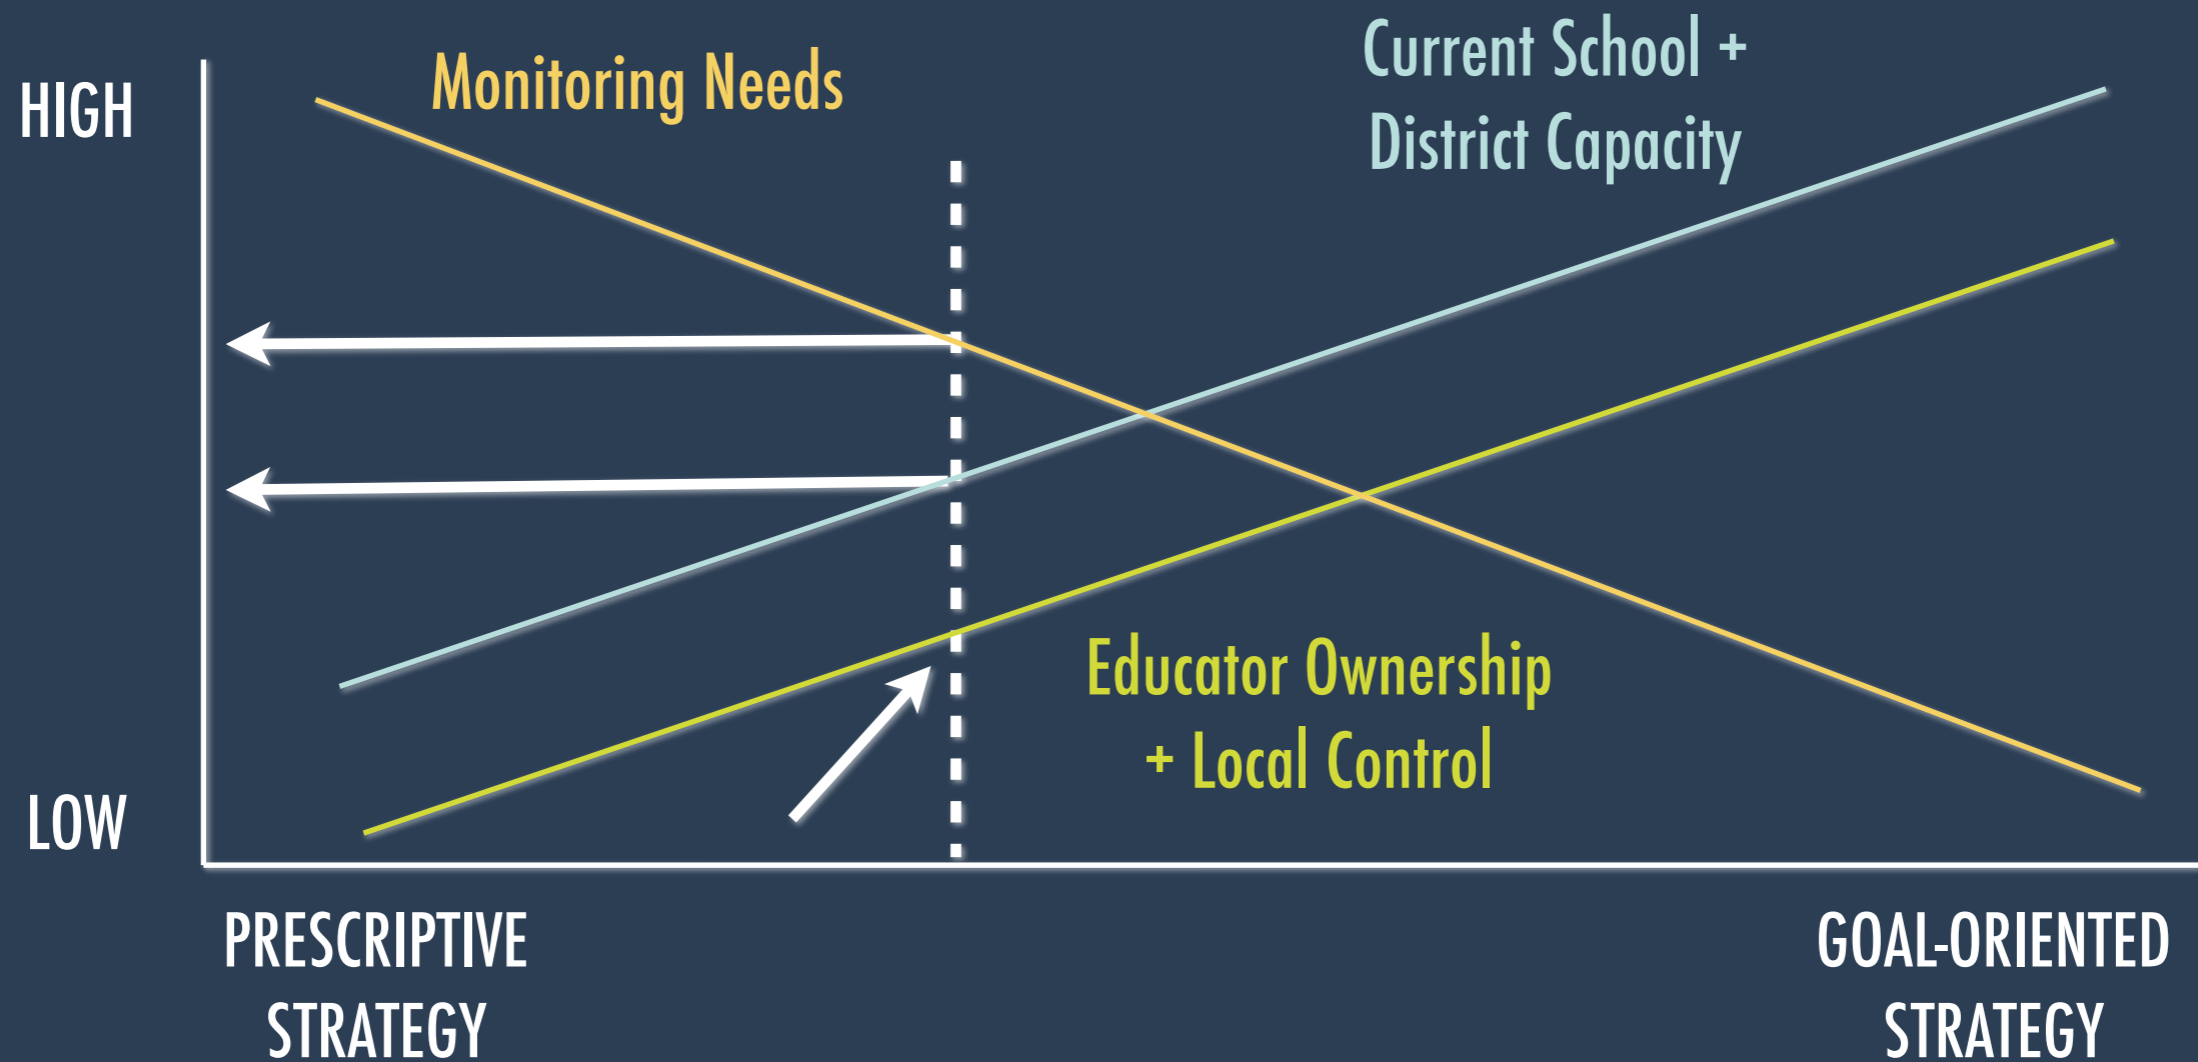 HIGH
Monitoring Needs
Current School +
District Capacity
Educator Ownership
+ Local Control
LOW
PRESCRIPTIVE
STRATEGY
GOAL-ORIENTED
STRATEGY